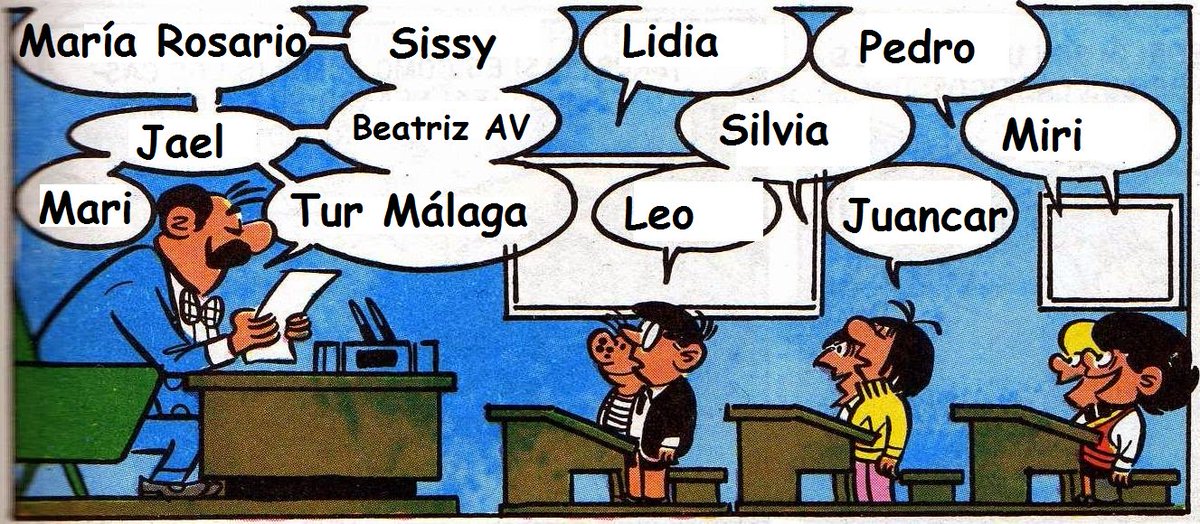 María Rosario
Sissy
Lidia
Pedro
Jael
Beatriz AV
Silvia
Miri
Mari
Tur Málaga
Leo
Juancar